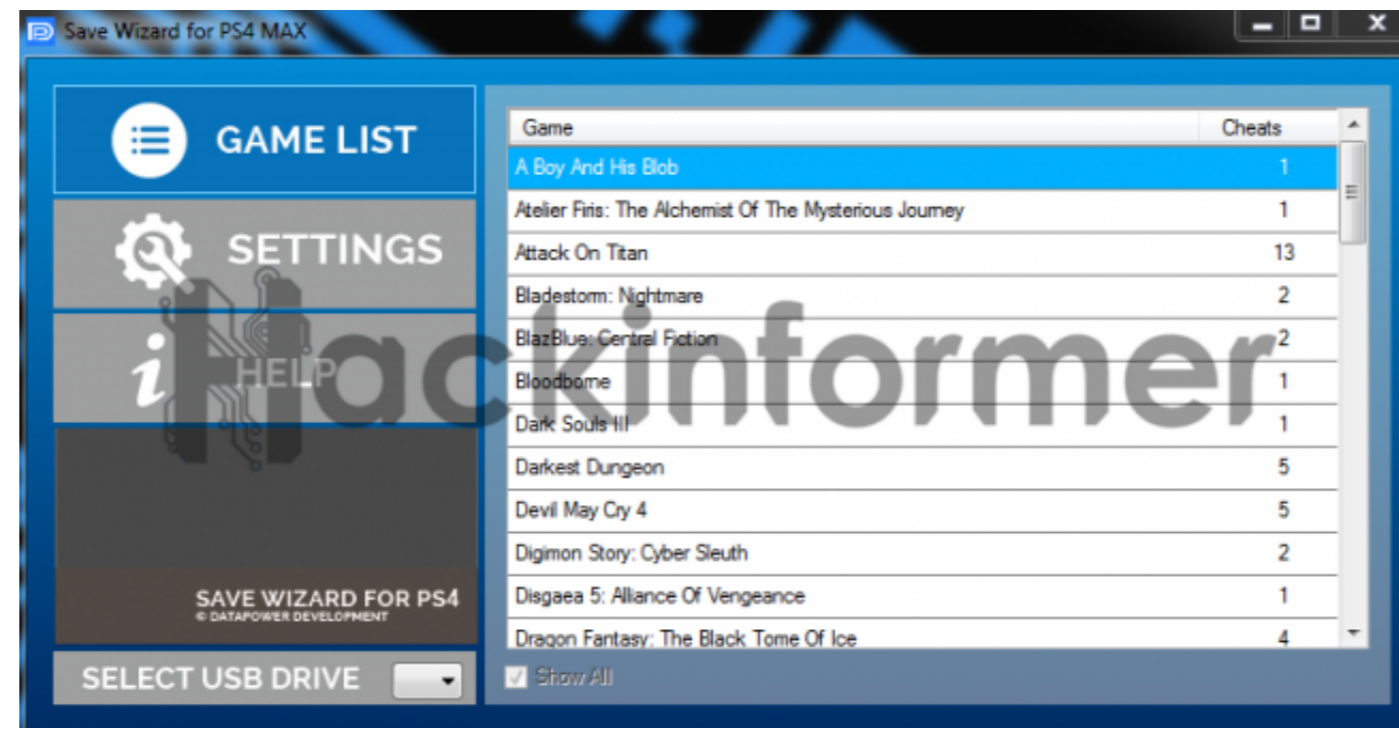 Save Wizard for PS4 MAX
GAME LIST
SETTINGS
HELP
SAVE WIZARD FOR PS4
© DATAPOWER DEVELOPMENT
SELECT USB DRIVE
Game Cheats
A Boy And His Blob 1
Atelier Firis: The Alchemist Of The Mysterious Journey 1
Attack On Titan 13
Bladestorm: Nightmare 2
BlazBlue: Central Fiction 2
Bloodborne 1
Dark Souls III 1
Darkest Dungeon 5
Devil May Cry 4 5
Digimon Story: Cyber Sleuth 2
Disgaea 5: Alliance Of Vengeance 1
Dragon Fantasy: The Black Tome Of Ice 4
Show All
Hackinformer